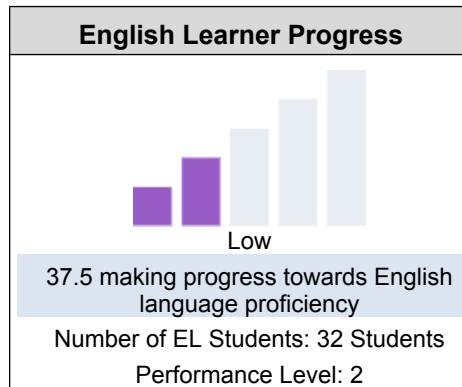 English Learner Progress
Low
37.5 making progress towards English
language proficiency
Number of EL Students: 32 Students
Performance Level: 2